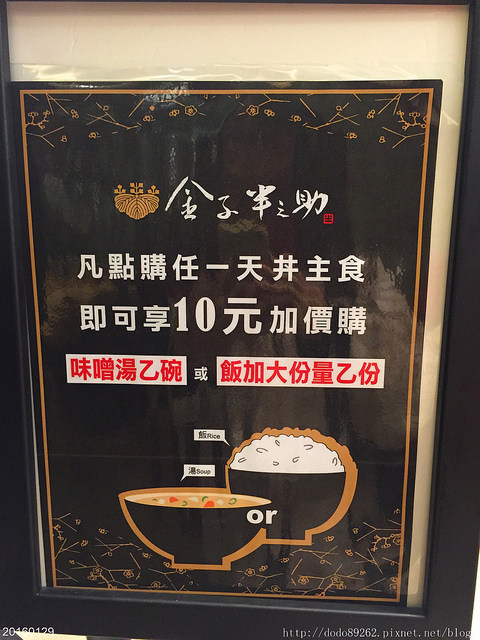 金子半之助
半
凡點購任一天丼主食
即可享10元加價購
味噌湯乙碗 或 飯加大份量乙份
飯Rice
湯Soup
or
20160129
http://dodo89262.pixnet.net/blog